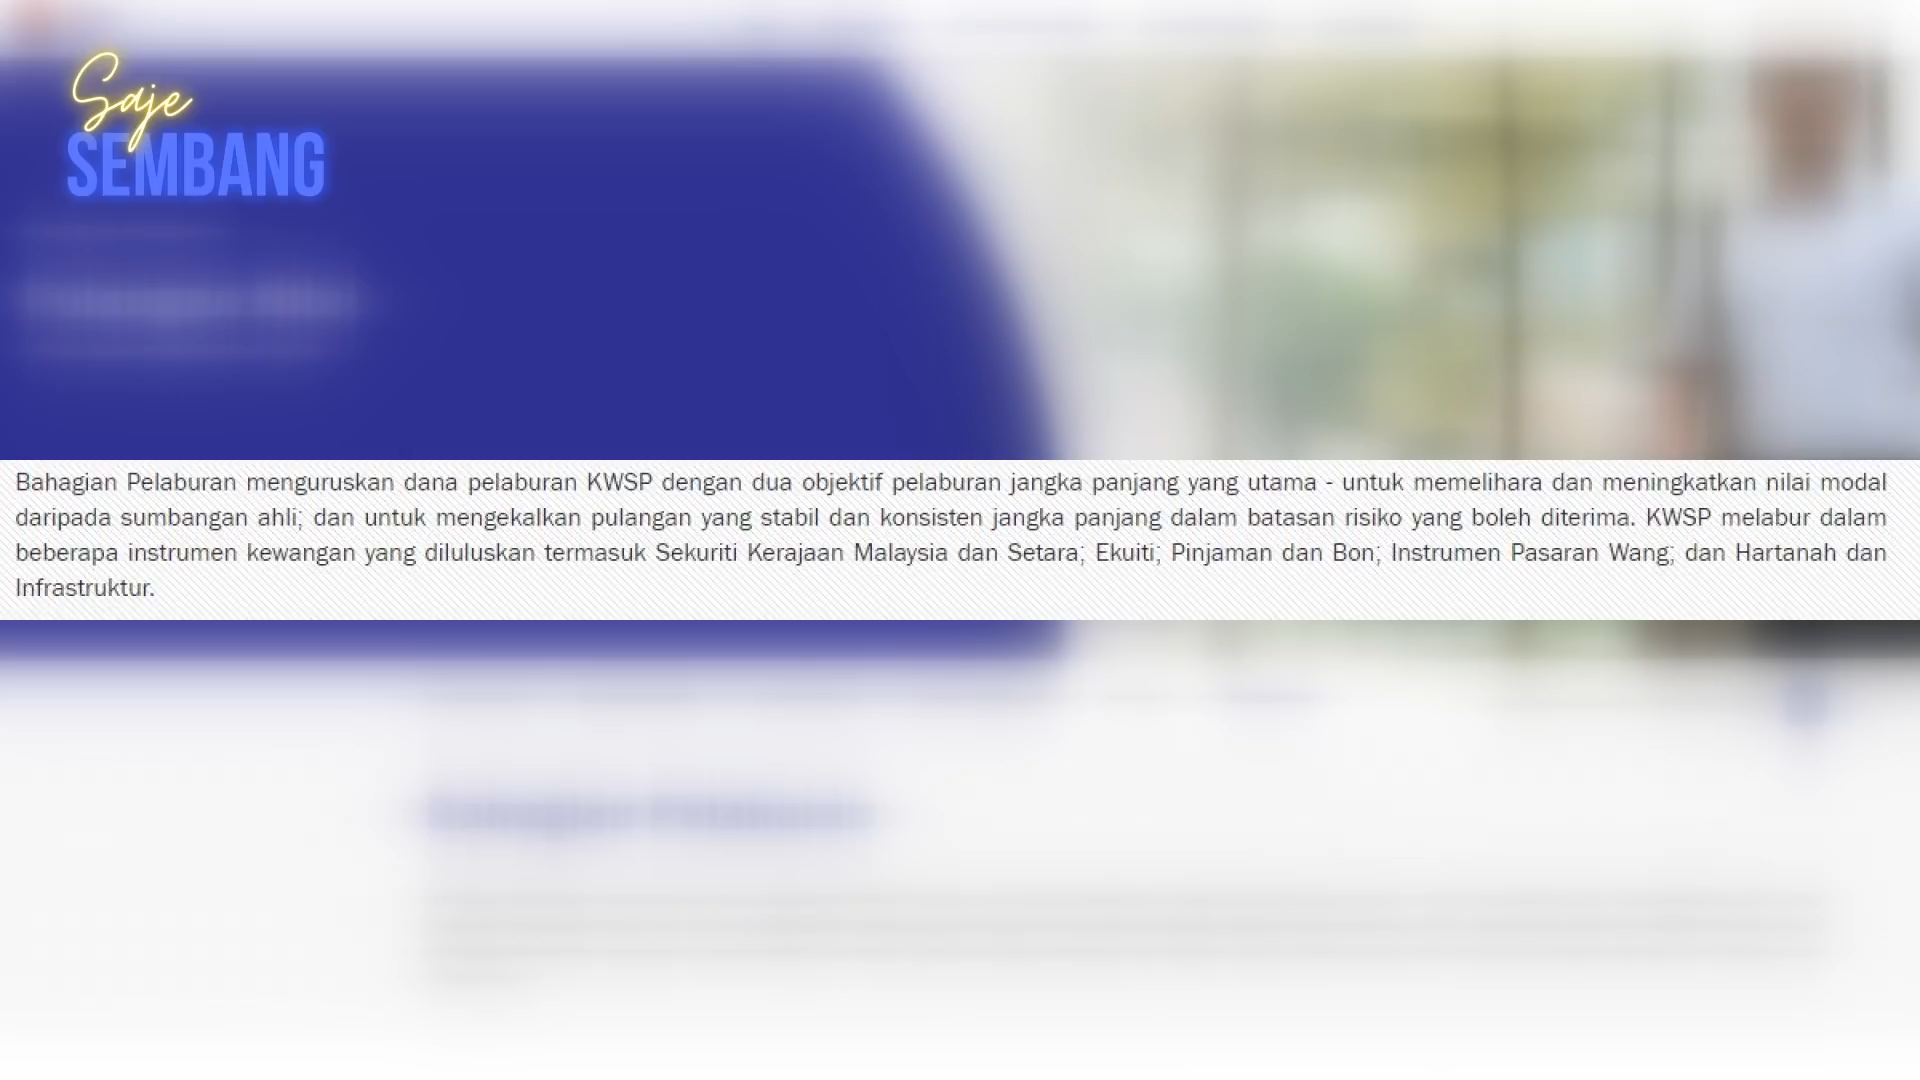 Saje
SEMBANG
Bahagian Pelaburan menguruskan dana pelaburan KWSP dengan dua objektif pelaburan jangka panjang yang utama - untuk memelihara dan meningkatkan nilai modal
daripada sumbangan ahli; dan untuk mengekalkan pulangan yang stabil dan konsisten jangka panjang dalam batasan risiko yang boleh diterima. KWSP melabur dalam
beberapa instrumen kewangan yang diluluskan termasuk Sekuriti Kerajaan Malaysia dan Setara; Ekuiti; Pinjaman dan Bon; Instrumen Pasaran Wang; dan Hartanah dan
Infrastruktur.